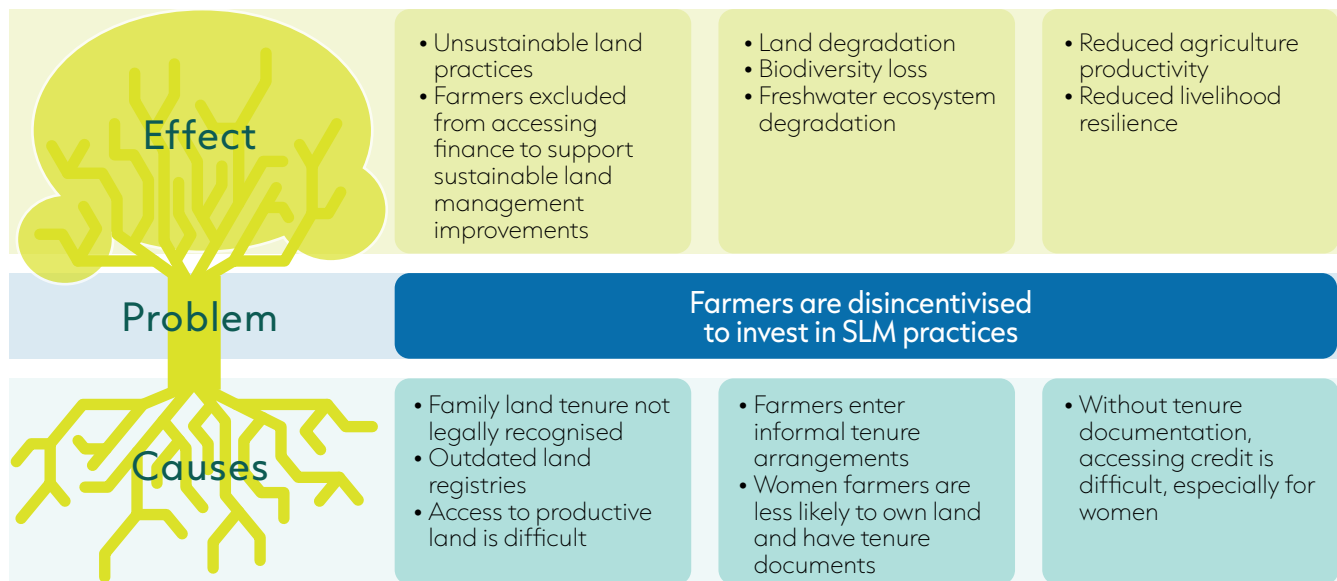 Effect
• Unsustainable land
practices
• Farmers excluded
from accessing
finance to support
sustainable land
management
improvements
• Land degradation
• Biodiversity loss
• Freshwater ecosystem
degradation
• Reduced agriculture
productivity
• Reduced livelihood
resilience
Problem
Farmers are disincentivised
to invest in SLM practices
Causes
• Family land tenure not
legally recognised
• Outdated land
registries
• Access to productive
land is difficult
• Farmers enter
informal tenure
arrangements
• Women farmers are
less likely to own land
and have tenure
documents
• Without tenure
documentation,
accessing credit is
difficult, especially for
women